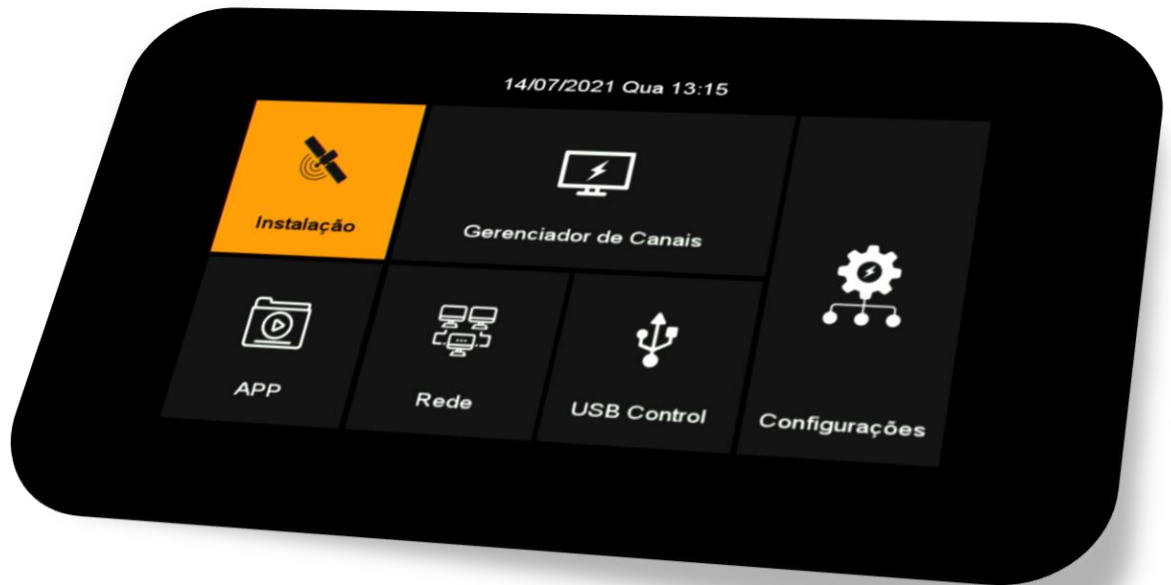 14/07/2021 Qua 13:15
Instalação
Gerenciador de Canais
APP
Rede
USB Control
Configurações